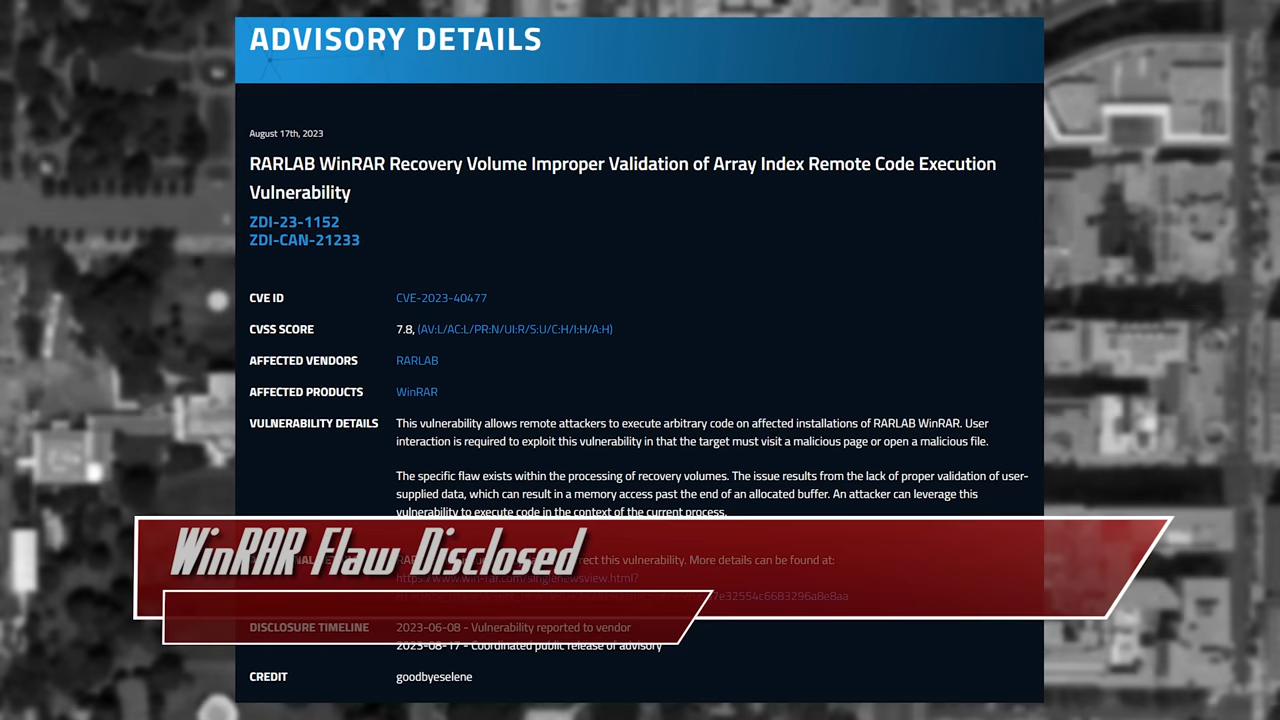 ADVISORY DETAILS
August 17th, 2023
RARLAB WinRAR Recovery Volume Improper Validation of Array Index Remote Code Execution
Vulnerability
ZDI-23-1152
ZDI-CAN-21233
CVE ID CVE-2023-40477
CVSS SCORE 7.8, (AV:L/AC:L/PR:N/UI:R/S:U/C:H/I:H/A:H)
AFFECTED VENDORS RARLAB
AFFECTED PRODUCTS WinRAR
VULNERABILITY DETAILS This vulnerability allows remote attackers to execute arbitrary code on affected installations of RARLAB WinRAR. User
interaction is required to exploit this vulnerability in that the target must visit a malicious page or open a malicious file.
The specific flaw exists within the processing of recovery volumes. The issue results from the lack of proper validation of user-
supplied data, which can result in a memory access past the end of an allocated buffer. An attacker can leverage this
vulnerability to execute code in the context of the current process.
WinRAR Flaw Disclosed
this vulnerability. More details can be found at:
https://www.win-rar.com/singlenewsview.html?
DISCLOSURE TIMELINE 2023-06-08 - Vulnerability reported to vendor
2023-08-17 - Coordinated public release of advisory
CREDIT goodbyeselene